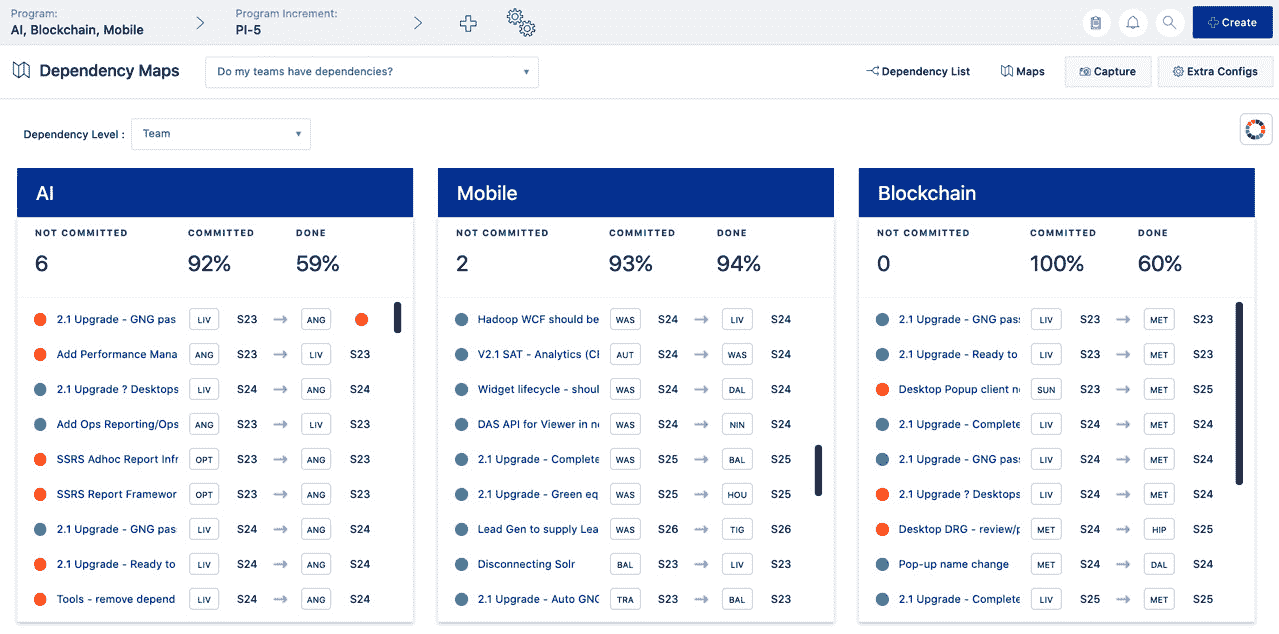 Program:
AI, Blockchain, Mobile
Program Increment:
PI-5
Create
Dependency Maps
Do my teams have dependencies?
Dependency List
Maps
Capture
Extra Configs
Dependency Level :
Team
AI
NOT COMMITTED COMMITTED DONE
6 92% 59%
2.1 Upgrade - GNG pas LIV S23 ANG
Add Performance Mana ANG S23 LIV S23
2.1 Upgrade ? Desktops LIV S24 ANG S24
Add Ops Reporting/Ops ANG S23 LIV S23
SSRS Adhoc Report Infr OPT S23 ANG S23
SSRS Report Framewor OPT S23 ANG S23
2.1 Upgrade - GNG pas LIV S24 ANG S24
2.1 Upgrade - Ready to LIV S24 ANG S24
Tools - remove depend LIV S24 ANG S24
Mobile
NOT COMMITTED COMMITTED DONE
2 93% 94%
Hadoop WCF should be WAS S24 LIV S24
V2.1 SAT - Analytics (CE AUT S24 WAS S24
Widget lifecycle - shoul WAS S24 DAL S24
DAS API for Viewer in ne WAS S24 NIN S24
2.1 Upgrade - Complete WAS S25 BAL S25
2.1 Upgrade - Green eq WAS S25 HOU S25
Lead Gen to supply Lea WAS S26 TIG S26
Disconnecting Solr BAL S23 LIV S23
2.1 Upgrade - Auto GNG TRA S23 BAL S23
Blockchain
NOT COMMITTED COMMITTED DONE
0 100% 60%
2.1 Upgrade - GNG pas LIV S23 MET S23
2.1 Upgrade - Ready to LIV S23 MET S23
Desktop Popup client ne SUN S23 MET S25
2.1 Upgrade - Complete LIV S24 MET S24
2.1 Upgrade - GNG pas LIV S24 MET S24
2.1 Upgrade ? Desktops LIV S24 MET S24
Desktop DRG - review/p MET S24 HIP S25
Pop-up name change MET S24 DAL S24
2.1 Upgrade - Complete LIV S25 MET S25